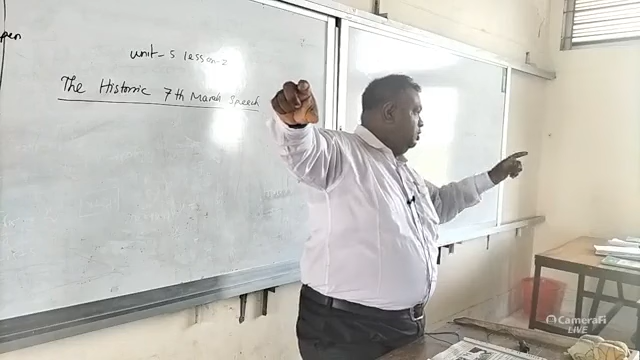 pen
unit-5 lesson-2
The Historic 7th March Speech
CameraFi
LIVE